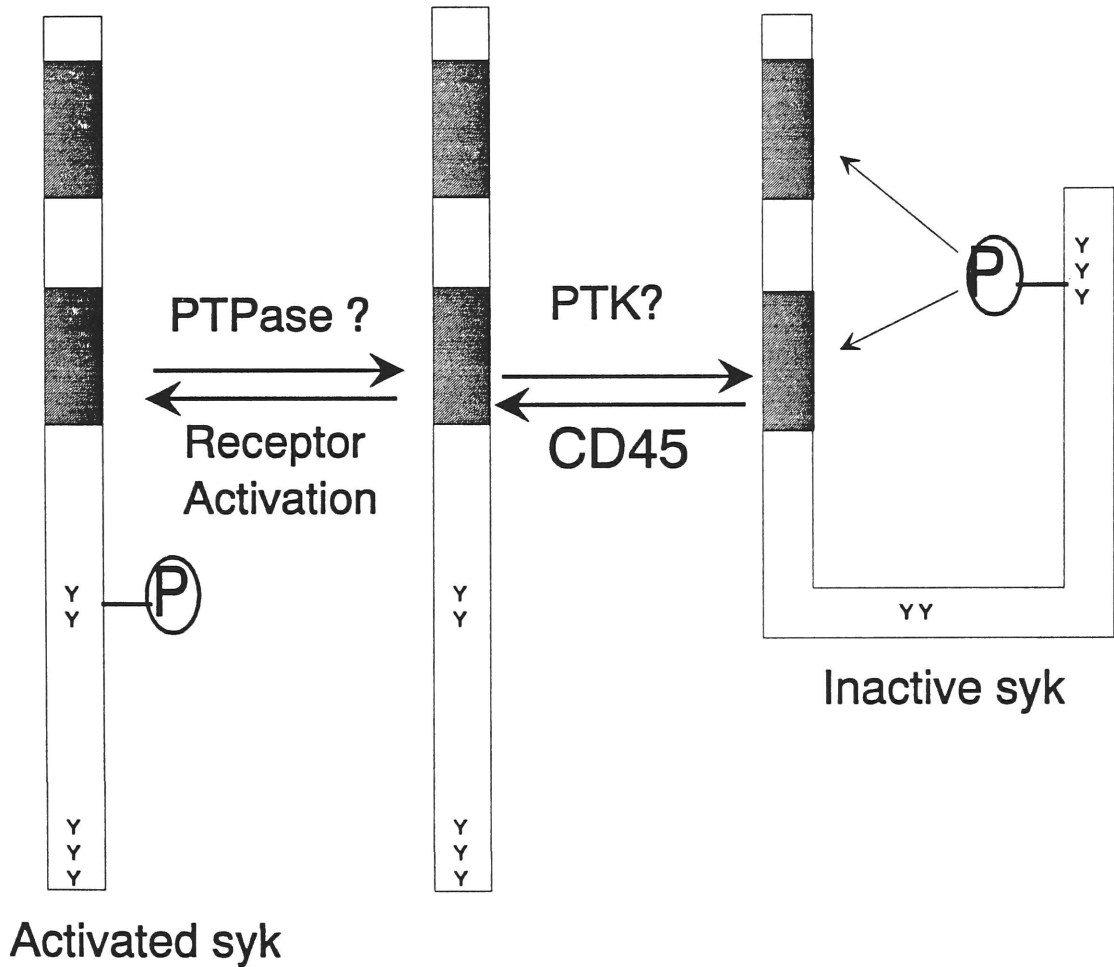 PTPase ?
Receptor
Activation
PTK?
CD45
P
Y
Y
Y
Y
Y
P
Y
Y
Y
Y
Y
P
Y
Y
Y
YY
Inactive syk
Activated syk